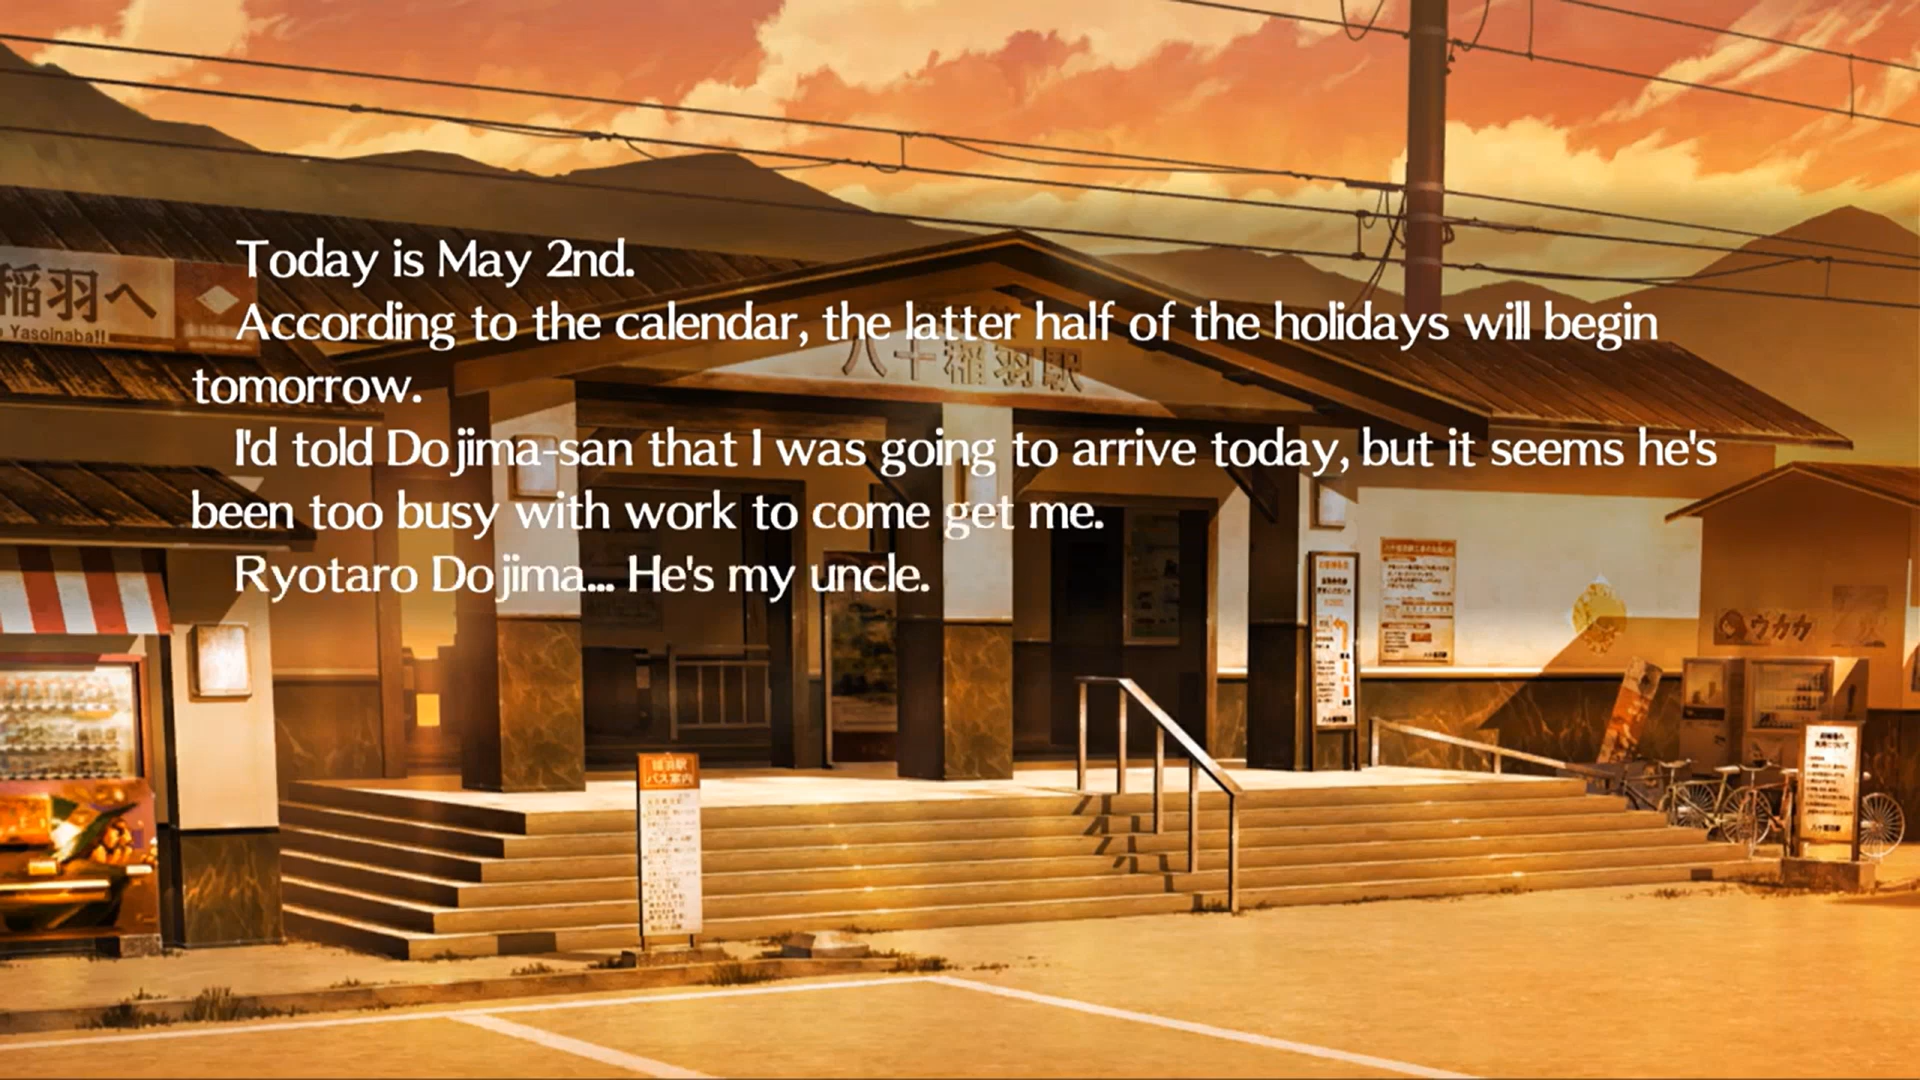 稲羽へ
Yasoinaba!!
八十稲羽駅
Today is May 2nd.
According to the calendar, the latter half of the holidays will begin
tomorrow.
I'd told Dojima-san that I was going to arrive today, but it seems he's
been too busy with work to come get me.
Ryotaro Dojima... He's my uncle.
ウカカ
稲羽駅
バス案内